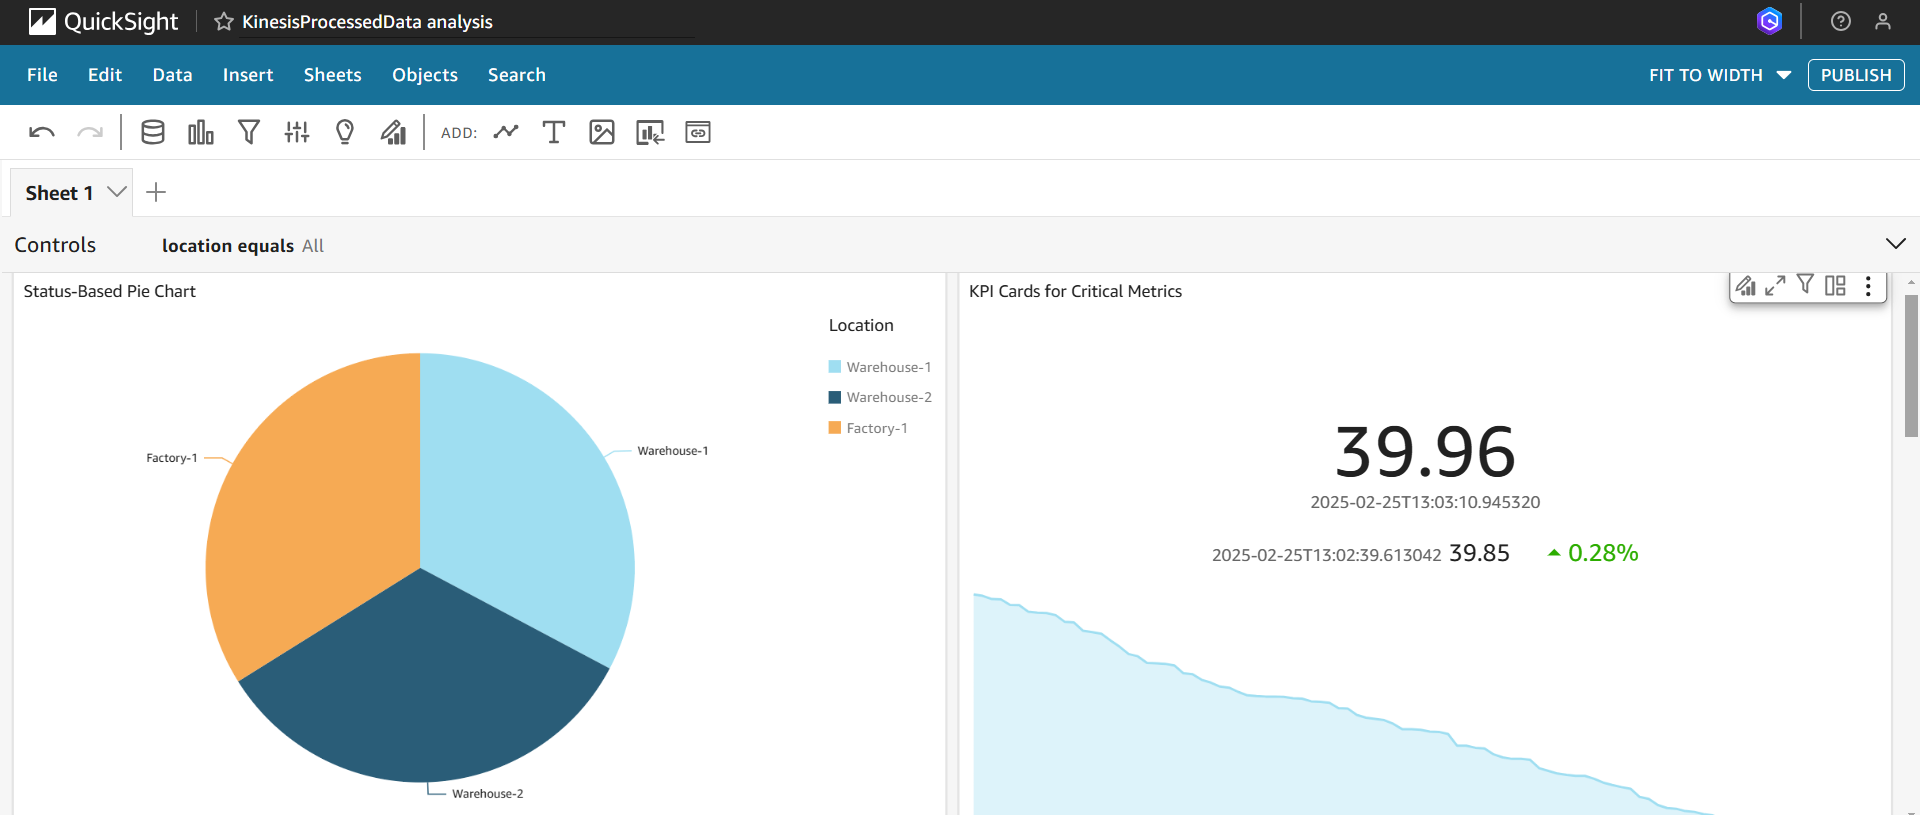 QuickSight
KinesisProcessedData analysis
File Edit Data Insert Sheets Objects Search
FIT TO WIDTH PUBLISH
ADD:
Sheet 1
Controls location equals All
Status-Based Pie Chart
Location
Warehouse-1
Warehouse-2
Factory-1
Factory-1
Warehouse-1
Warehouse-2
KPI Cards for Critical Metrics
39.96
2025-02-25T13:03:10.945320
2025-02-25T13:02:39.613042 39.85 0.28%